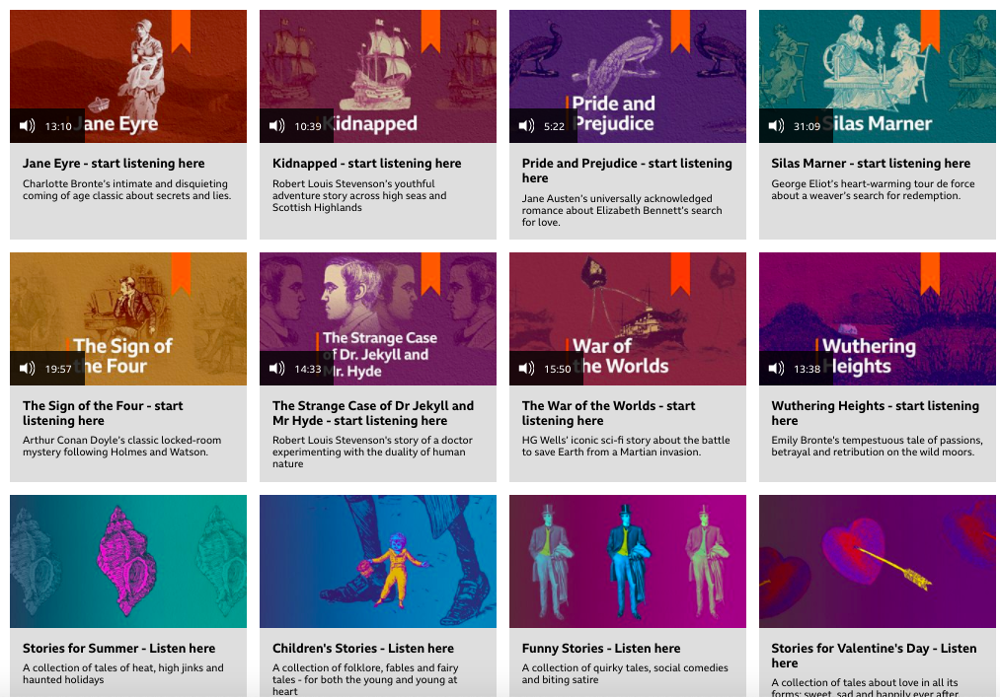 Jane Eyre
13:10
Jane Eyre - start listening here
Charlotte Bronte's intimate and disquieting
coming of age classic about secrets and lies.
Kidnapped
10:39
Kidnapped - start listening here
Robert Louis Stevenson's youthful
adventure story across high seas and
Scottish Highlands
Pride and
Prejudice
5:22
Pride and Prejudice - start listening
here
Jane Austen's universally acknowledged
romance about Elizabeth Bennett's search
for love.
Silas Marner
31:09
Silas Marner - start listening here
George Eliot's heart-warming tour de force
about a weaver's search for redemption.
The Sign of
the Four
19:57
The Sign of the Four - start
listening here
Arthur Conan Doyle's classic locked-room
mystery following Holmes and Watson.
The Strange Case
of Dr. Jekyll and
Mr. Hyde
14:33
The Strange Case of Dr Jekyll and
Mr Hyde - start listening here
Robert Louis Stevenson's story of a doctor
experimenting with the duality of human
nature
War of
the Worlds
15:50
The War of the Worlds - start
listening here
HG Wells' iconic sci-fi story about the battle
to save Earth from a Martian invasion.
Wuthering
Heights
13:38
Wuthering Heights - start listening
here
Emily Bronte's tempestuous tale of passions,
betrayal and retribution on the wild moors.
Stories for Summer - Listen here
A collection of tales of heat, high jinks and
haunted holidays
Children's Stories - Listen here
A collection of folklore, fables and fairy
tales - for both the young and young at
heart
Funny Stories - Listen here
A collection of quirky tales, social comedies
and biting satire
Stories for Valentine's Day - Listen
here
A collection of tales about love in all its
forms: sweet, sad and happily ever after